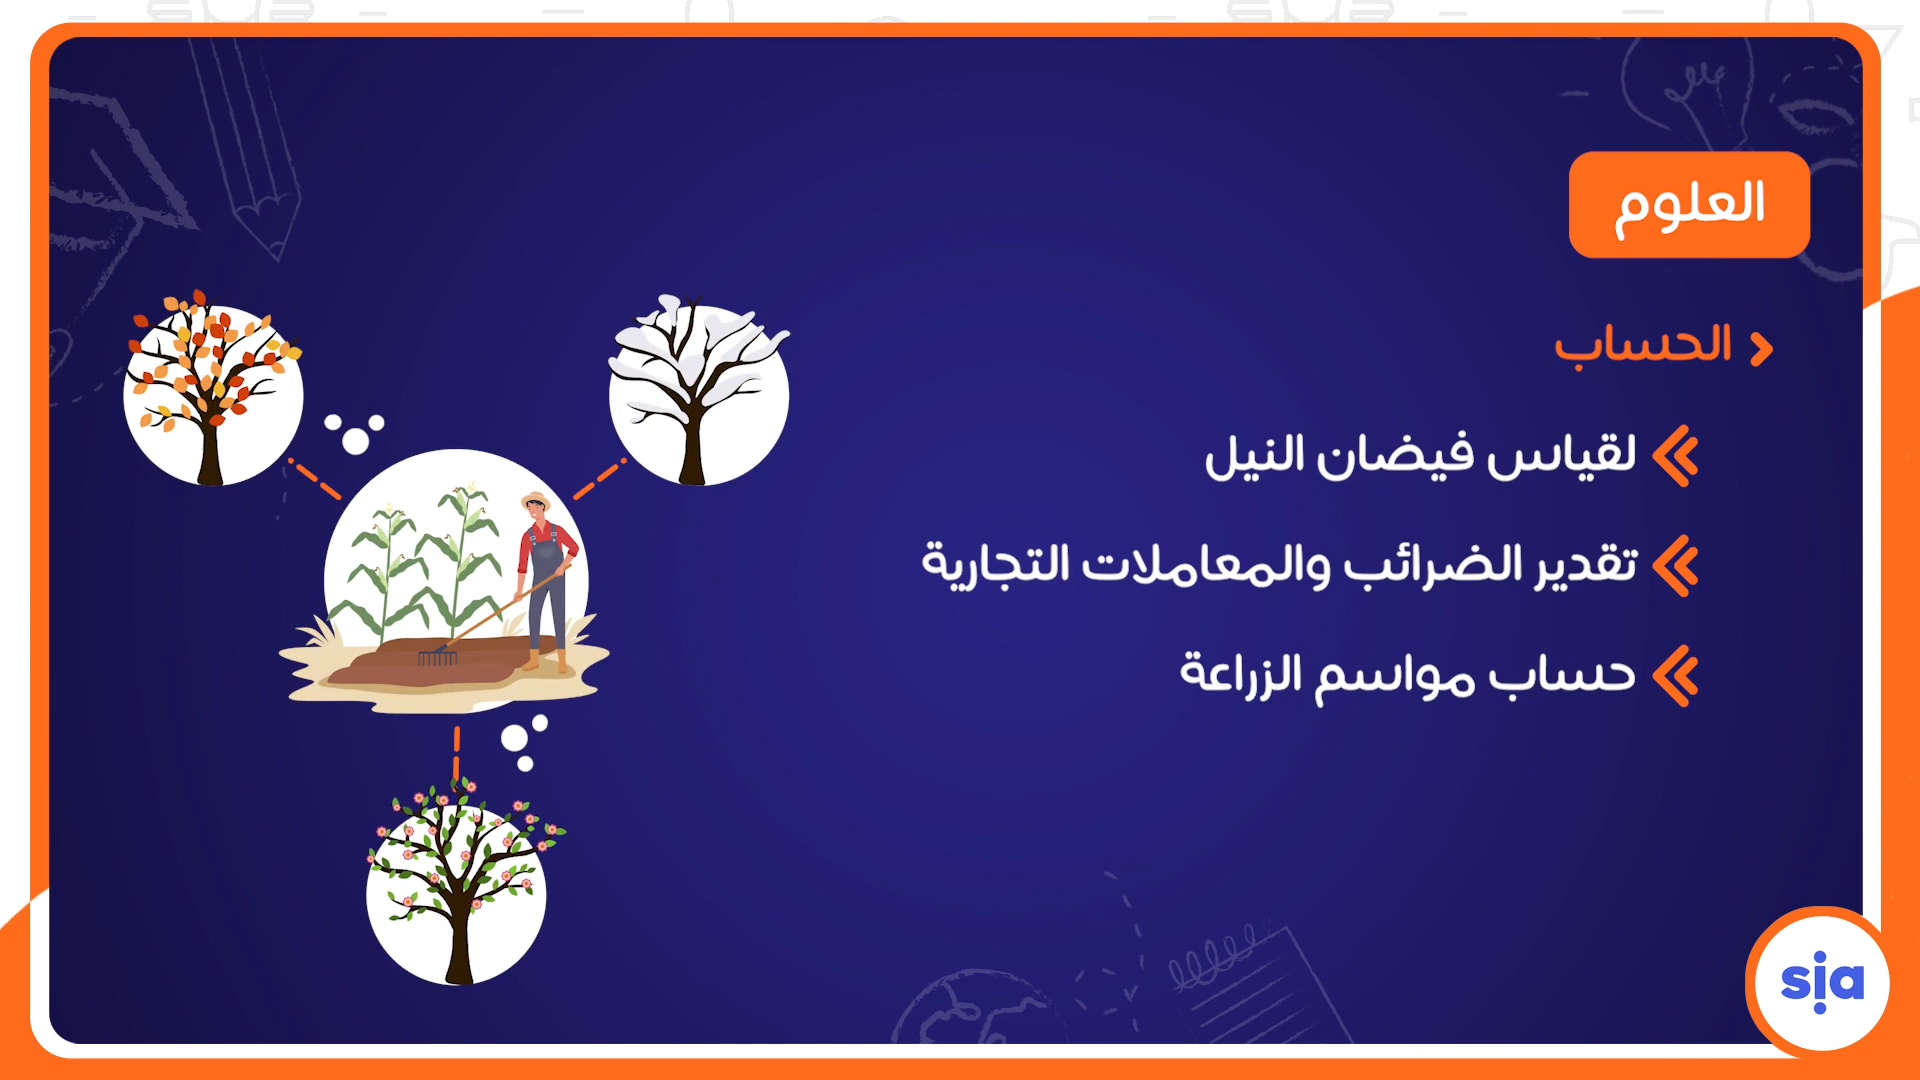 العلوم
الحساب
لقياس فيضان النيل
تقدير الضرائب والمعاملات التجارية
حساب مواسم الزراعة
sia